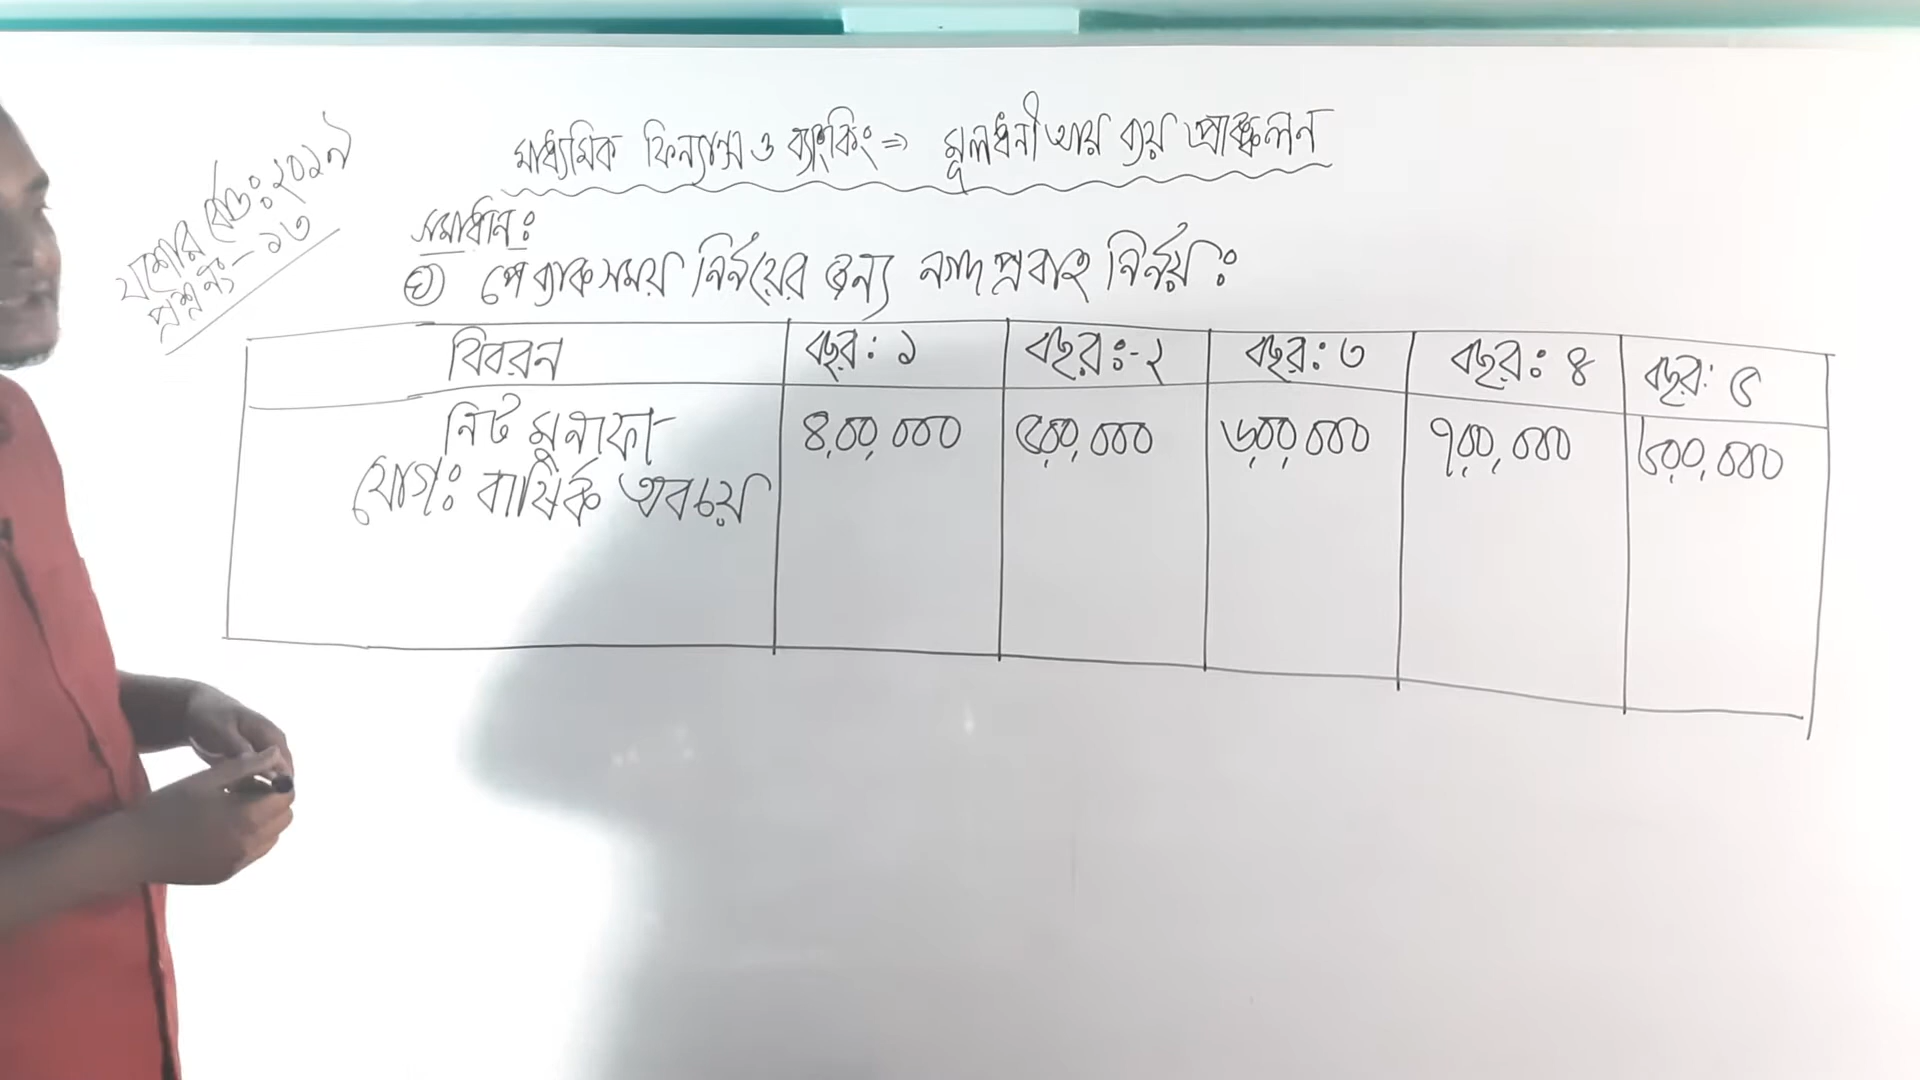 মাধ্যমিক ফিন্যান্স ও ব্যাংকিং ⇒ মূলধনী আয় ব্যয় প্রাক্কলন
যশোর বোর্ড: ২০১৭
প্রশ্ন নং- ১৩
সমাধান:
ঘ পে ব্যাক সময় নির্ণয়ের জন্য নগদ প্রবাহ নির্ণয়:
বিবরন বছর: ১ বছর:-২ বছর: ৩ বছর: ৪ বছর: ৫
নিট মুনাফা ৪,০০,০০০ ৫,০০,০০০ ৬,০০,০০০ ৭,০০,০০০ ৮,০০,০০০
যোগ: বার্ষিক অবচয়